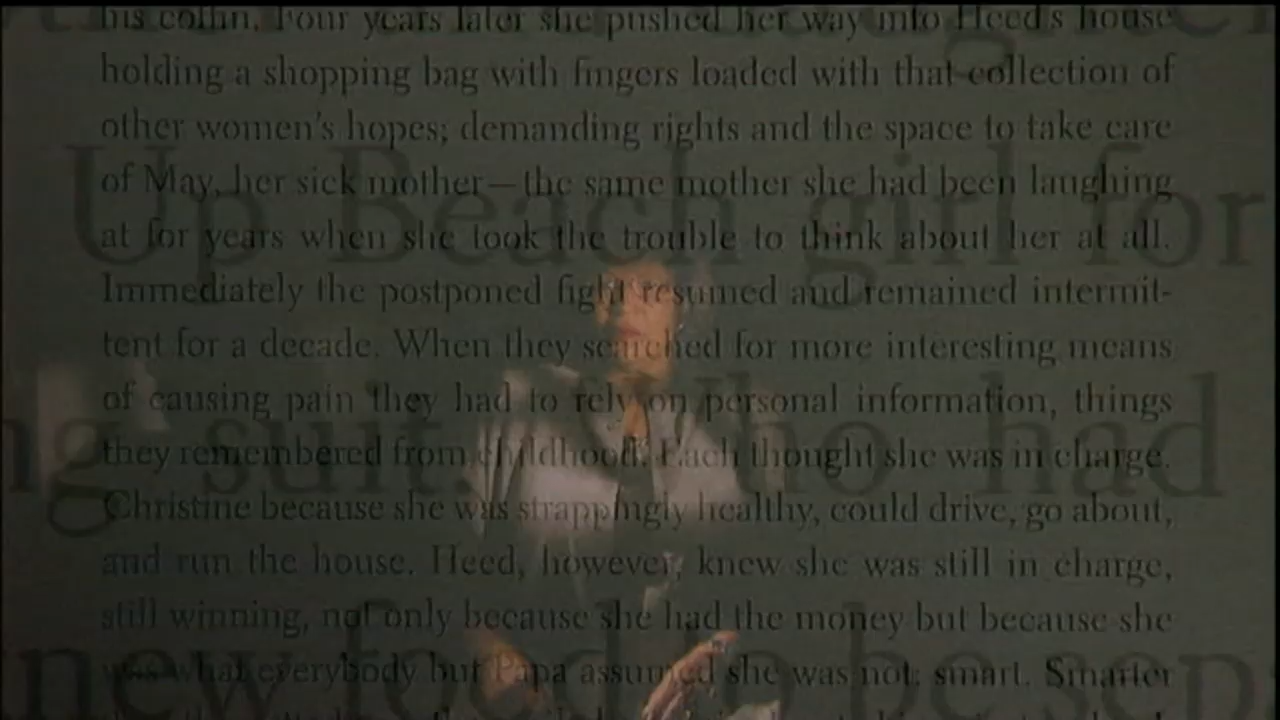 his coffin. Four years later she pushed her way into Heed's house
holding a shopping bag with fingers loaded with that collection of
other women's hopes; demanding rights and the space to take care
of May, her sick mother—the same mother she had been laughing
at for years when she took the trouble to think about her at all.
Immediately the postponed fight resumed and remained intermit-
tent for a decade. When they searched for more interesting means
of causing pain they had to rely on personal information, things
they remembered from childhood. Each thought she was in charge.
Christine because she was strappingly healthy, could drive, go about,
and run the house. Heed, however, knew she was still in charge,
still winning, not only because she had the money but because she
was what everybody but Papa assumed she was not: smart. Smarter
Up Beach girl for
ng suit. Who had
new food to be sepa